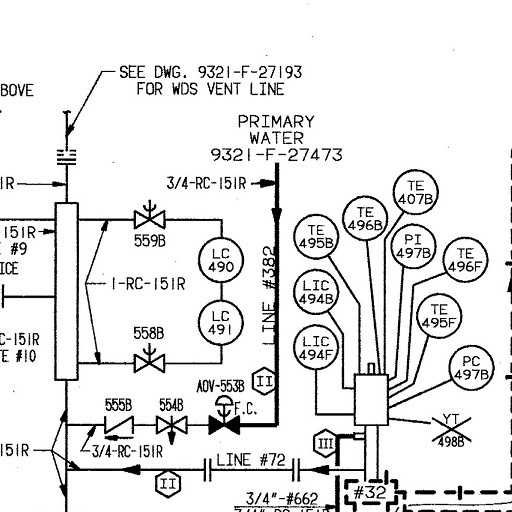 SEE DWG. 9321-F-27193
FOR WDS VENT LINE
BOVE
PRIMARY
WATER
9321-F-27473
3/4-RC-151R
51R
-151R
#9
ICE
C-151R
E #10
559B
LC
490
1-RC-151R
LC
491
558B
LINE #382
TE
407B
TE
496B
TE
495B
PI
497B
TE
496F
LIC
494B
TE
495F
LIC
494F
PC
497B
YT
498B
II
AOV-553B
F.C.
555B
554B
3/4-RC-151R
151R
II
LINE #72
III
3/4"-#662
#32